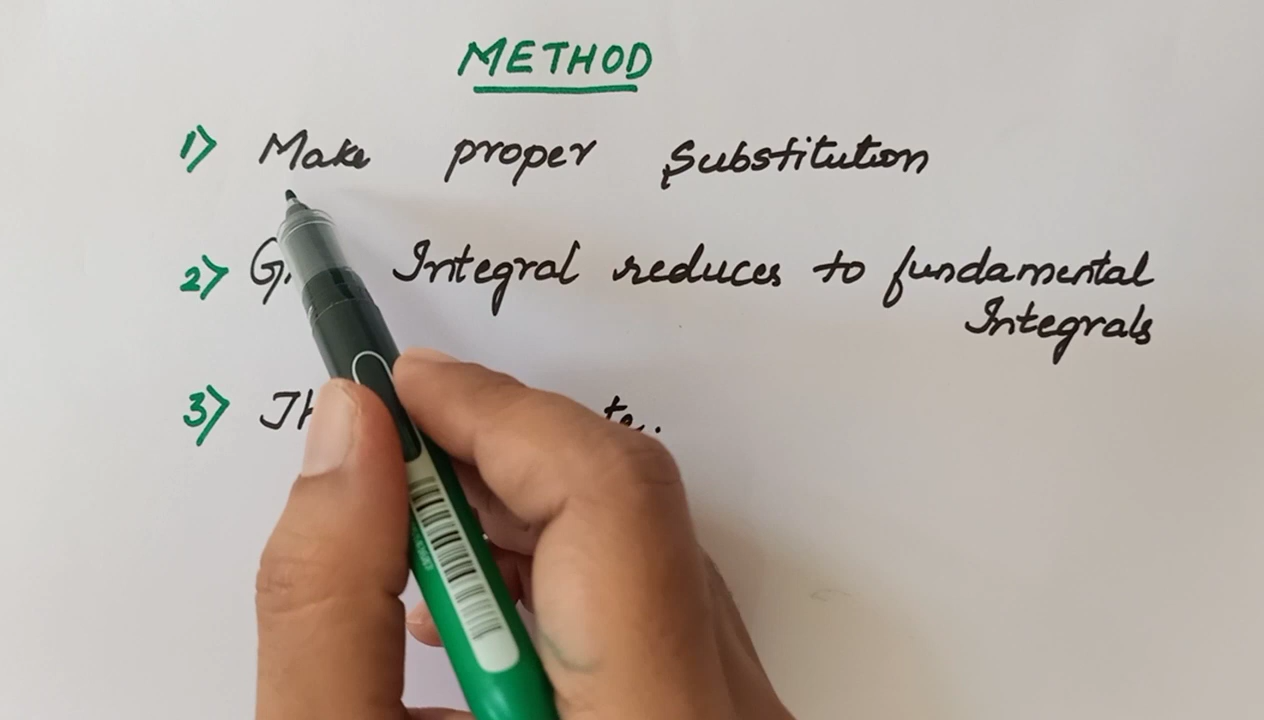 METHOD
1) Make proper Substitution
2) Integral reduces to fundamental
Integrals
3)